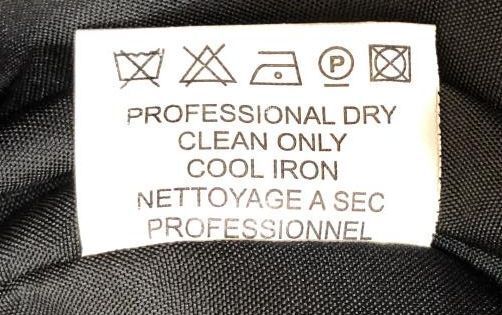 P
PROFESSIONAL DRY
CLEAN ONLY
COOL IRON
NETTOYAGE A SEC
PROFESSIONNEL